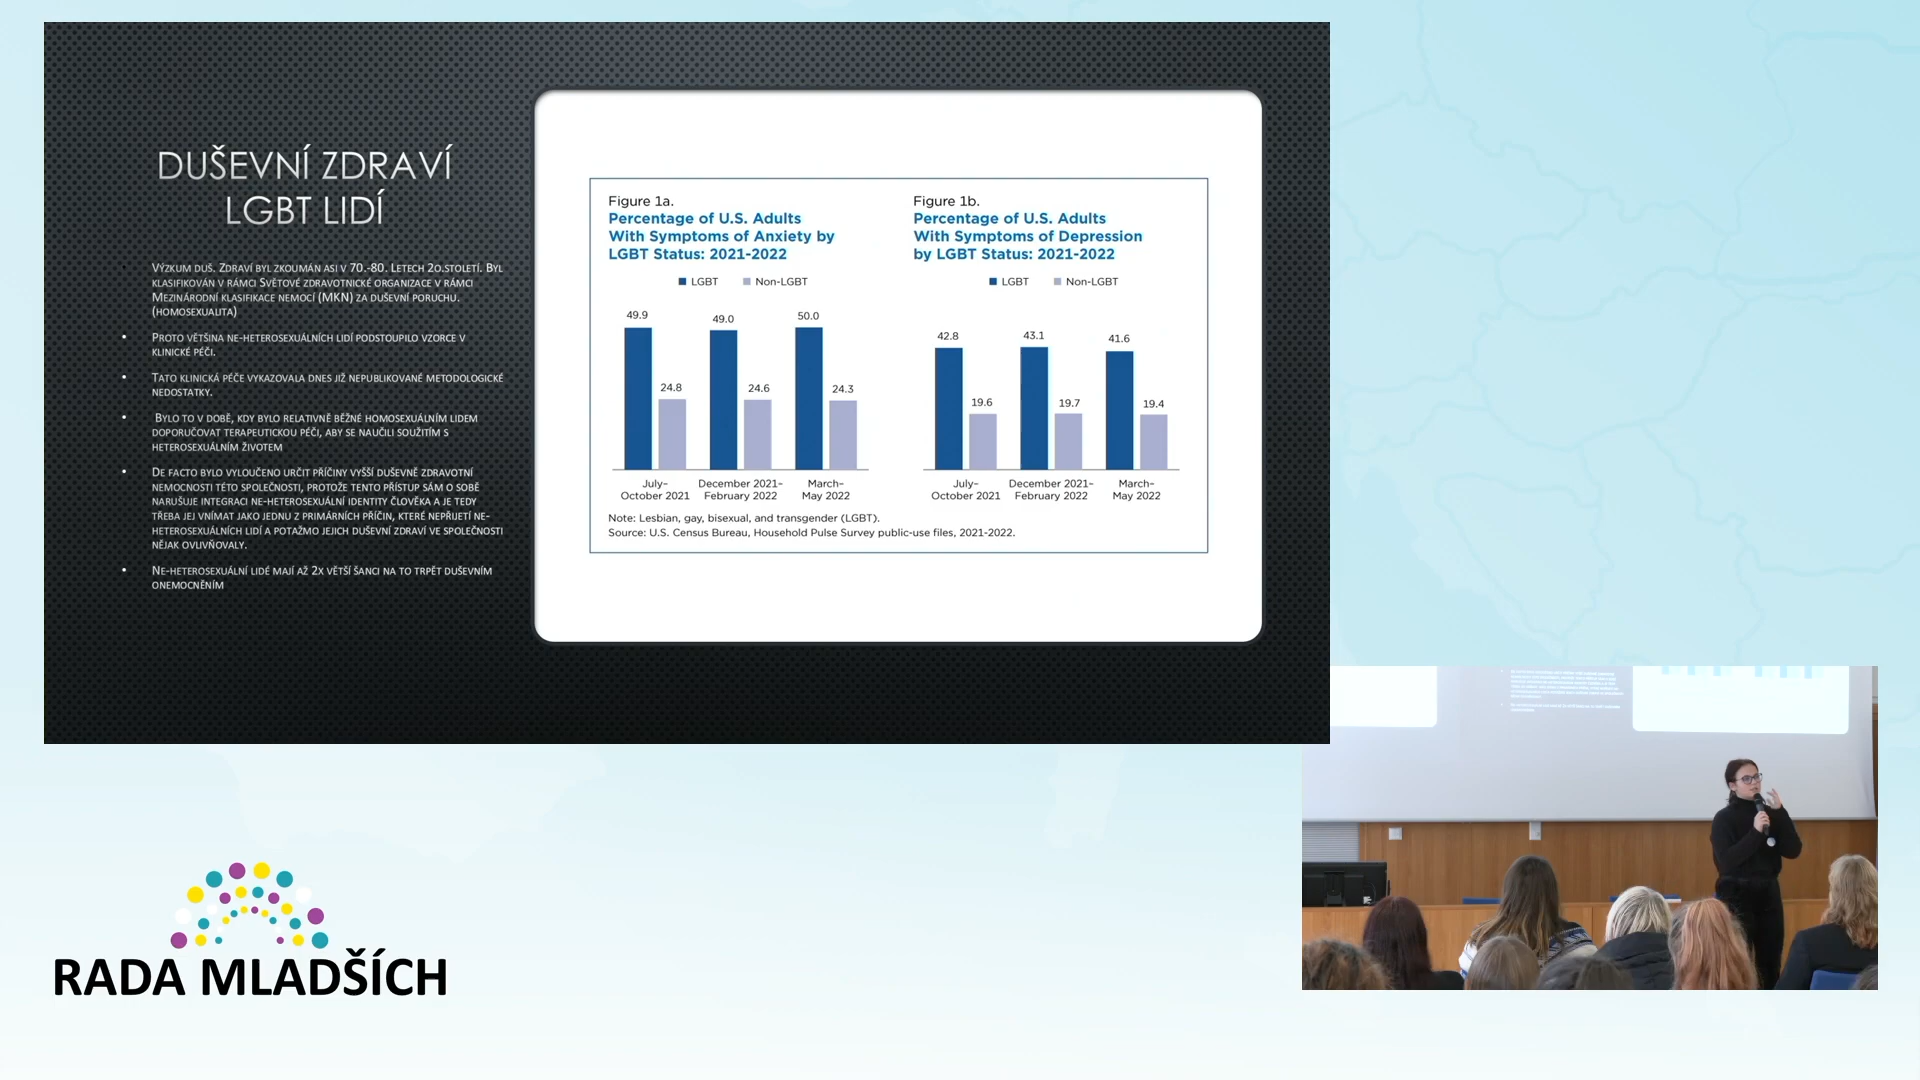 DUŠEVNÍ ZDRAVÍ
LGBT LIDÍ
VÝZKUM DUŠ. ZDRAVÍ BYL ZKOUMÁN ASI V 70.-80. LETECH 2O.STOLETÍ. BYL
KLASIFIKOVÁN V RÁMCI SVĚTOVÉ ZDRAVOTNICKÉ ORGANIZACE V RÁMCI
MEZINÁRODNÍ KLASIFIKACE NEMOCÍ (MKN) ZA DUŠEVNÍ PORUCHU.
(HOMOSEXUALITA)
• PROTO VĚTŠINA NE-HETEROSEXUÁLNÍCH LIDÍ PODSTOUPILO VZORCE V
KLINICKÉ PÉČI.
• TATO KLINICKÁ PÉČE VYKAZOVALA DNES JIŽ NEPUBLIKOVANÉ METODOLOGICKÉ
NEDOSTATKY.
• BYLO TO V DOBĚ, KDY BYLO RELATIVNĚ BĚŽNÉ HOMOSEXUÁLNÍM LIDEM
DOPORUČOVAT TERAPEUTICKOU PÉČI, ABY SE NAUČILI SOUŽITÍM S
HETEROSEXUÁLNÍM ŽIVOTEM
• DE FACTO BYLO VYLOUČENO URČIT PŘÍČINY VYŠŠÍ DUŠEVNĚ ZDRAVOTNÍ
NEMOCNOSTI TÉTO SPOLEČNOSTI, PROTOŽE TENTO PŘÍSTUP SÁM O SOBĚ
NARUŠUJE INTEGRACI NE-HETEROSEXUÁLNÍ IDENTITY ČLOVĚKA A JE TEDY
TŘEBA JEJ VNÍMAT JAKO JEDNU Z PRIMÁRNÍCH PŘÍČIN, KTERÉ NEPŘIJETÍ NE-
HETEROSEXUÁLNÍCH LIDÍ A POTAŽMO JEJICH DUŠEVNÍ ZDRAVÍ VE SPOLEČNOSTI
NĚJAK OVLIVŇOVALY.
• NE-HETEROSEXUÁLNÍ LIDÉ MAJÍ AŽ 2X VĚTŠÍ ŠANCI NA TO TRPĚT DUŠEVNÍM
ONEMOCNĚNÍM
Figure 1a.
Percentage of U.S. Adults
With Symptoms of Anxiety by
LGBT Status: 2021-2022
LGBT Non-LGBT
49.9 49.0 50.0
24.8 24.6 24.3
July– December 2021– March–
October 2021 February 2022 May 2022
Figure 1b.
Percentage of U.S. Adults
With Symptoms of Depression
by LGBT Status: 2021-2022
LGBT Non-LGBT
42.8 43.1 41.6
19.6 19.7 19.4
July– December 2021– March–
October 2021 February 2022 May 2022
Note: Lesbian, gay, bisexual, and transgender (LGBT).
Source: U.S. Census Bureau, Household Pulse Survey public-use files, 2021-2022.
RADA MLADŠÍCH